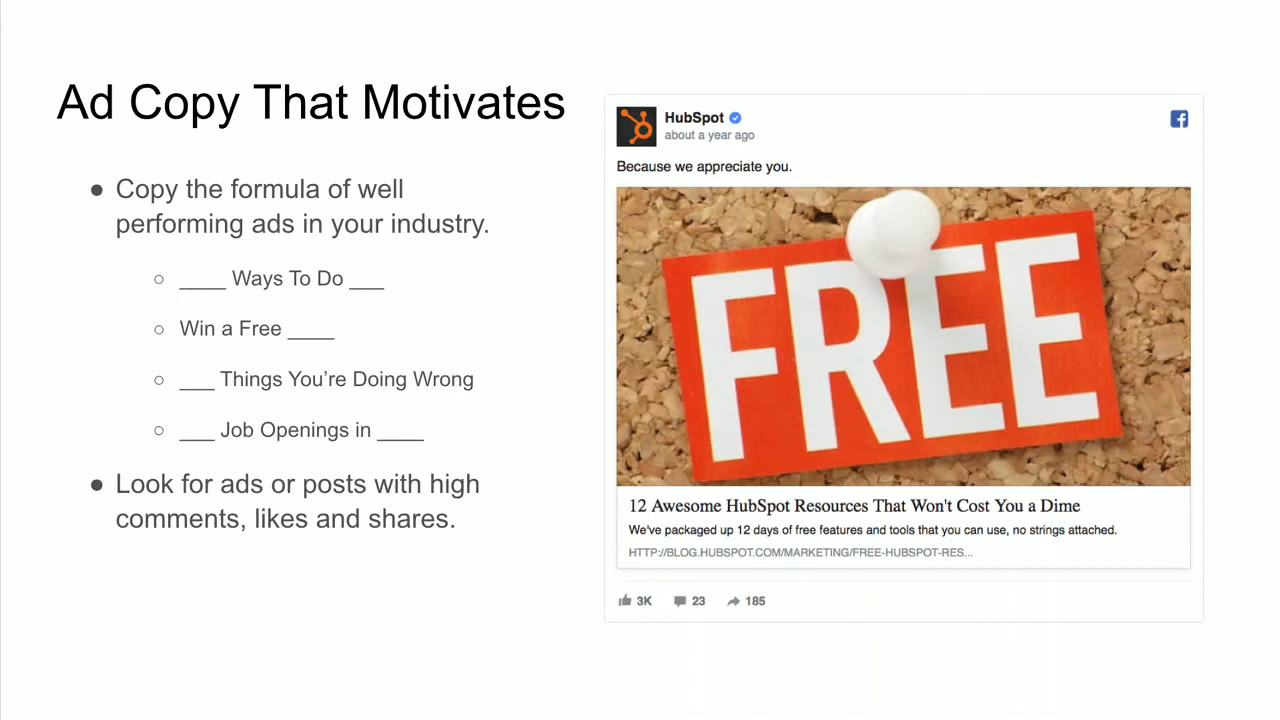 Ad Copy That Motivates
● Copy the formula of well
performing ads in your industry.
○ ____ Ways To Do ___
○ Win a Free ____
○ ___ Things You’re Doing Wrong
○ ___ Job Openings in ____
● Look for ads or posts with high
comments, likes and shares.
HubSpot
about a year ago
Because we appreciate you.
FREE
12 Awesome HubSpot Resources That Won't Cost You a Dime
We've packaged up 12 days of free features and tools that you can use, no strings attached.
HTTP://BLOG.HUBSPOT.COM/MARKETING/FREE-HUBSPOT-RES...
3K 23 185